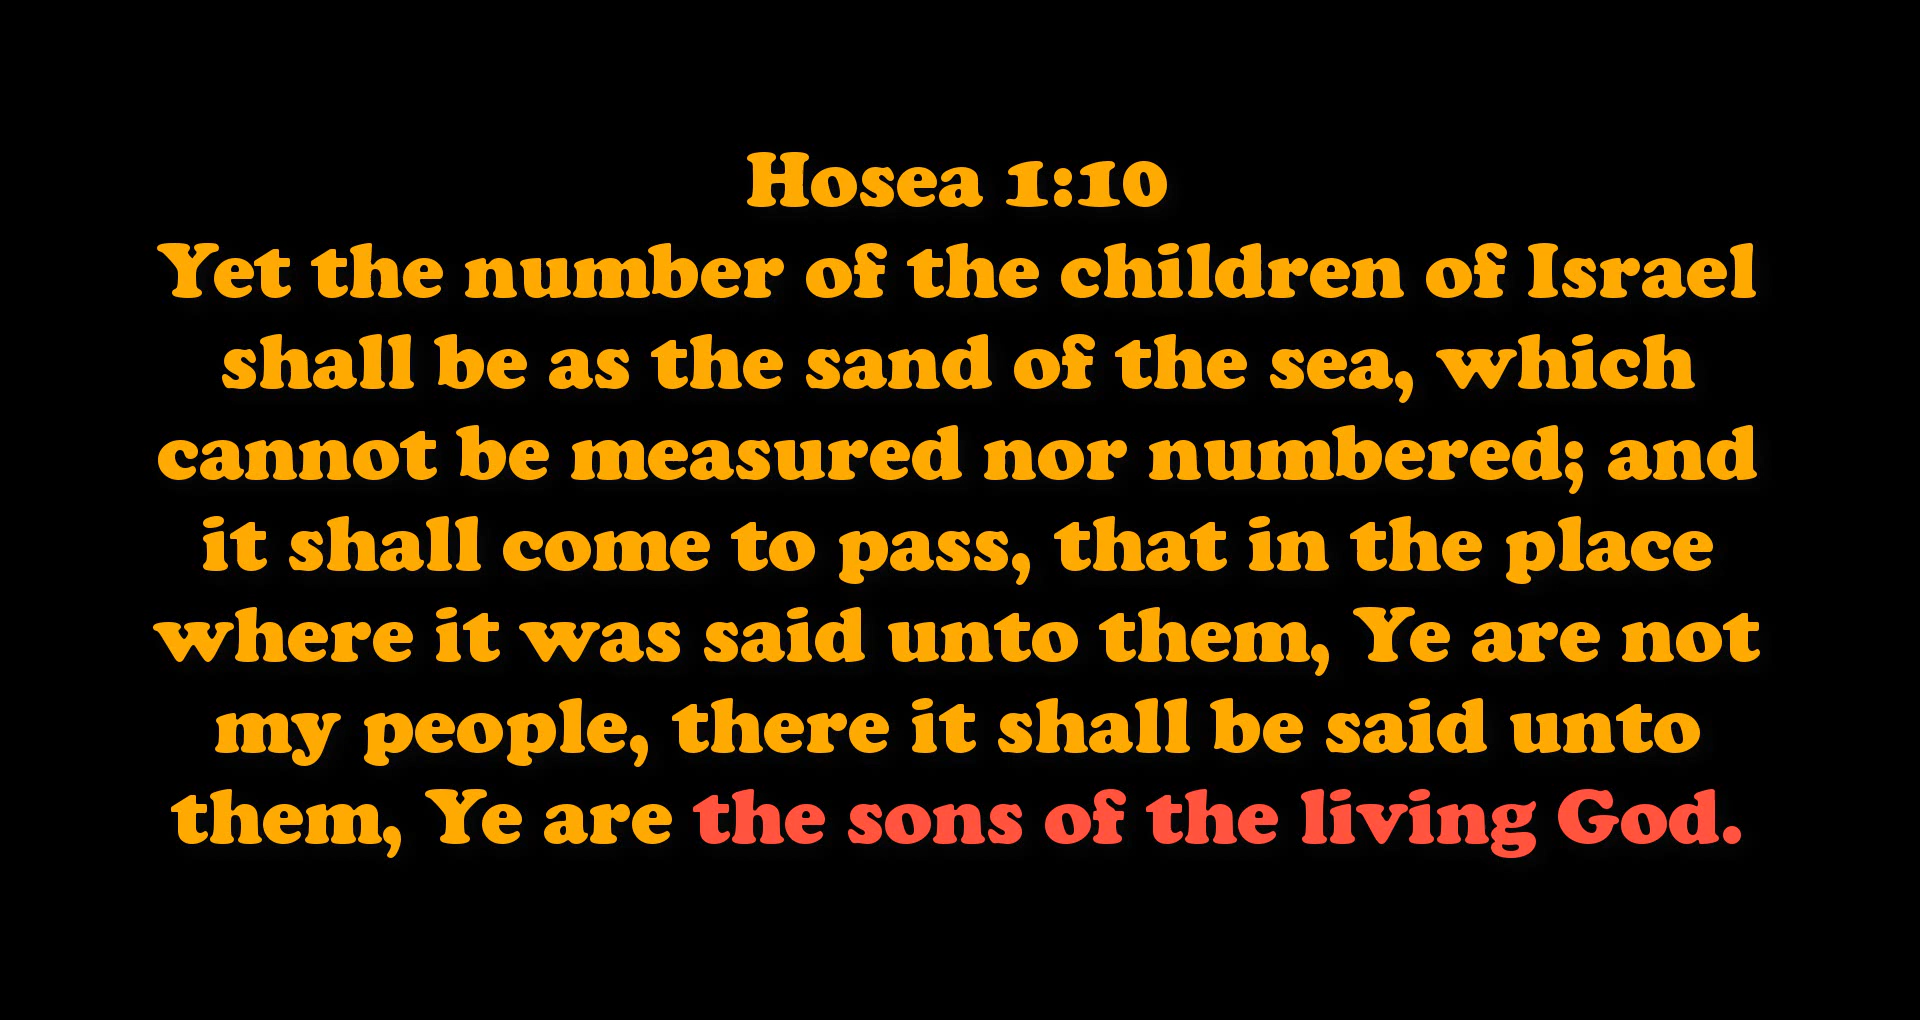 Hosea 1:10
Yet the number of the children of Israel
shall be as the sand of the sea, which
cannot be measured nor numbered; and
it shall come to pass, that in the place
where it was said unto them, Ye are not
my people, there it shall be said unto
them, Ye are the sons of the living God.